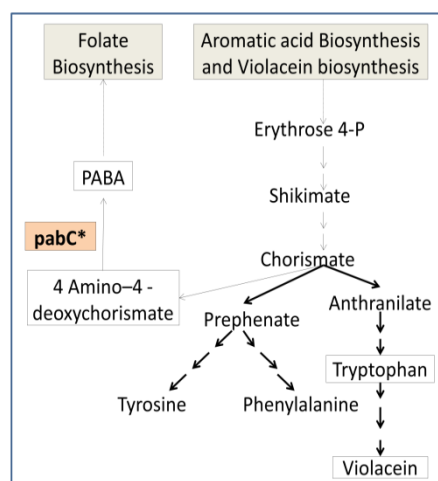 Folate
Biosynthesis
Aromatic acid Biosynthesis
and Violacein biosynthesis
Erythrose 4-P
PABA
Shikimate
pabC*
Chorismate
4 Amino–4 -
deoxychorismate
Anthranilate
Prephenate
Tryptophan
Tyrosine
Phenylalanine
Violacein